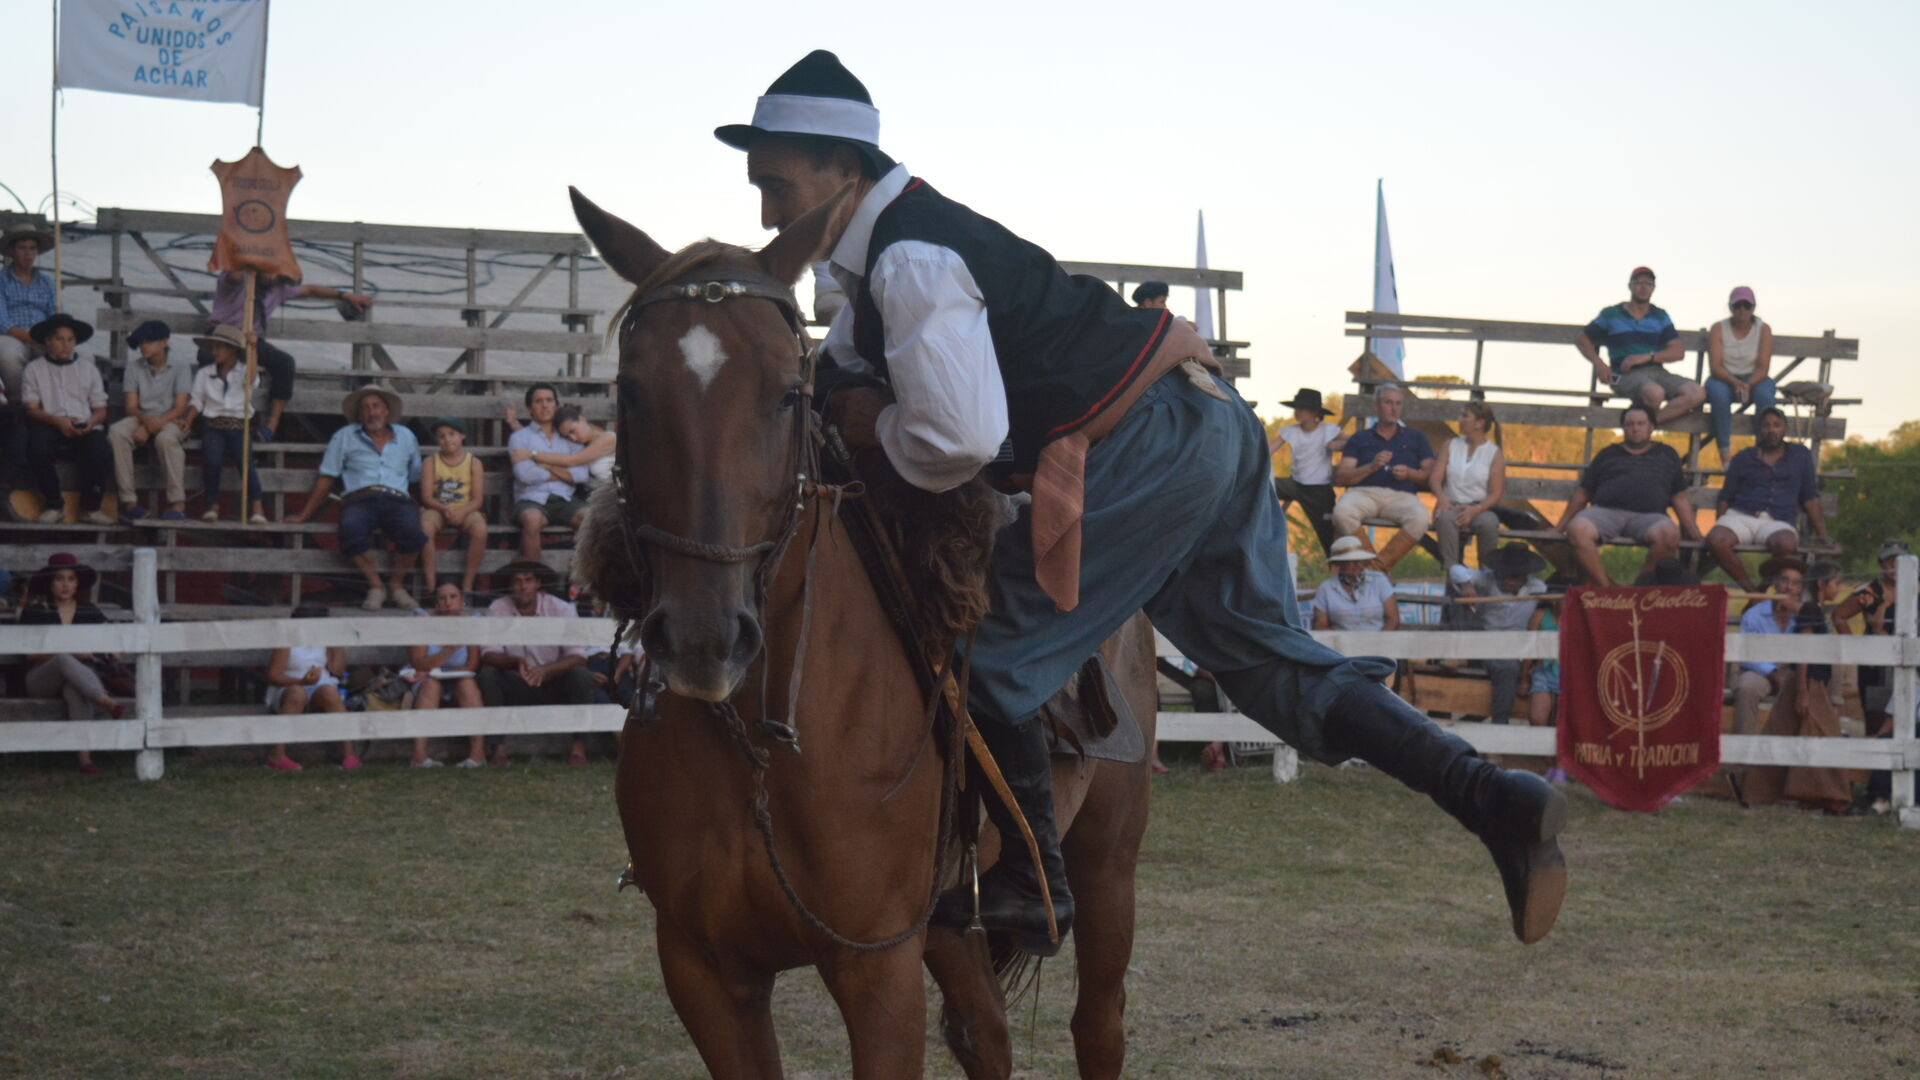 PAISANOS
UNIDOS
DE
ACHAR
Sociedad Criolla
PATRIA Y TRADICION